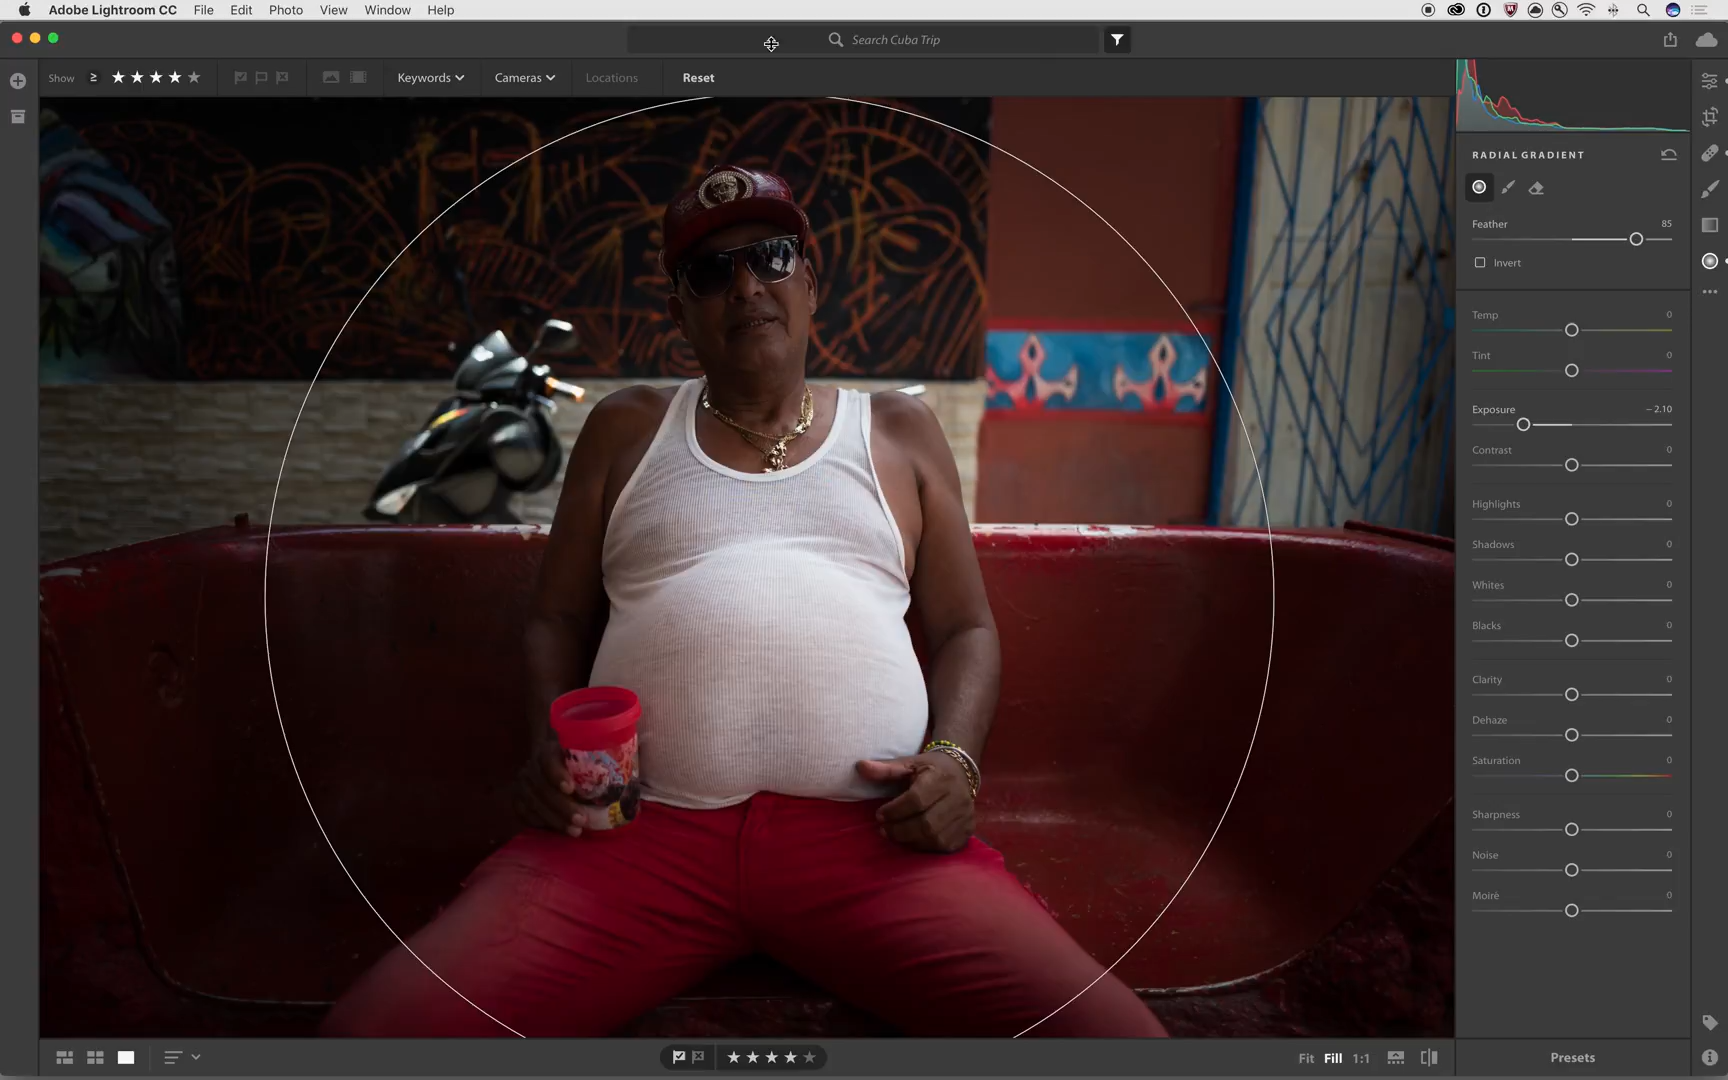 Adobe Lightroom CC File Edit Photo View Window Help
Search Cuba Trip
Show ≥ ★★★★★ Keywords Cameras Locations Reset
RADIAL GRADIENT
Feather 85
Invert
Temp 0
Tint 0
Exposure – 2.10
Contrast 0
Highlights 0
Shadows 0
Whites 0
Blacks 0
Clarity 0
Dehaze 0
Saturation 0
Sharpness 0
Noise 0
Moiré 0
★★★★★ Fit Fill 1:1 Presets